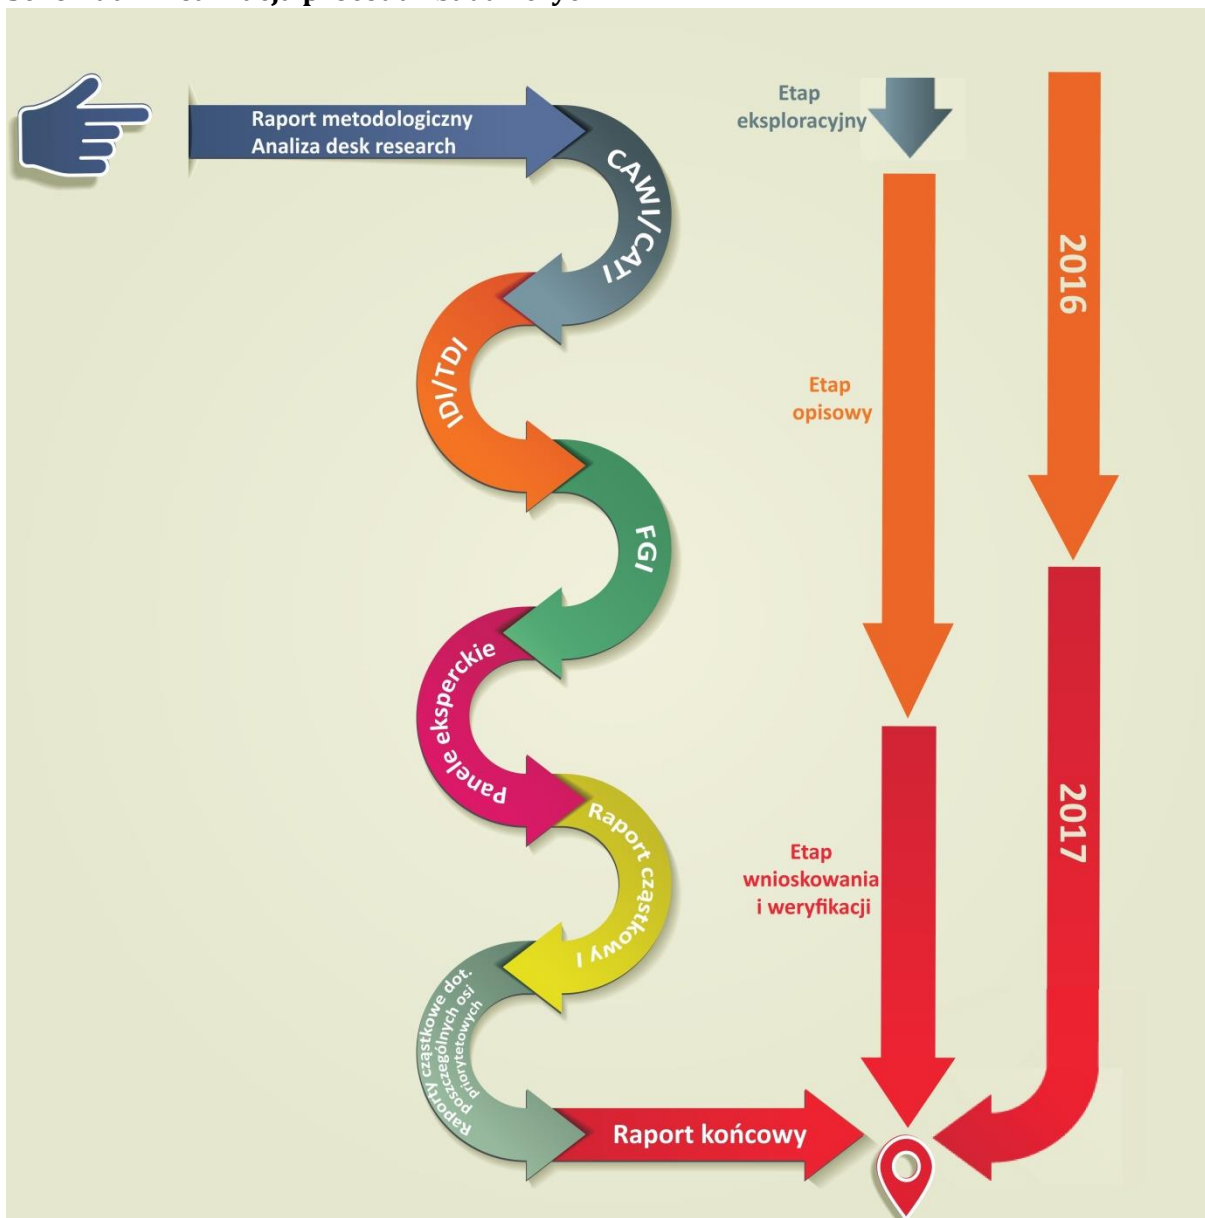 Raport metodologiczny
Analiza desk research
CAWI/CATI
IDI/TDI
FGI
Panele eksperckie
Raport cząstkowy I
Raporty cząstkowe dot.
poszczególnych osi
priorytetowych
Raport końcowy
Etap
eksploracyjny
Etap
opisowy
Etap
wnioskowania
i weryfikacji
2016
2017